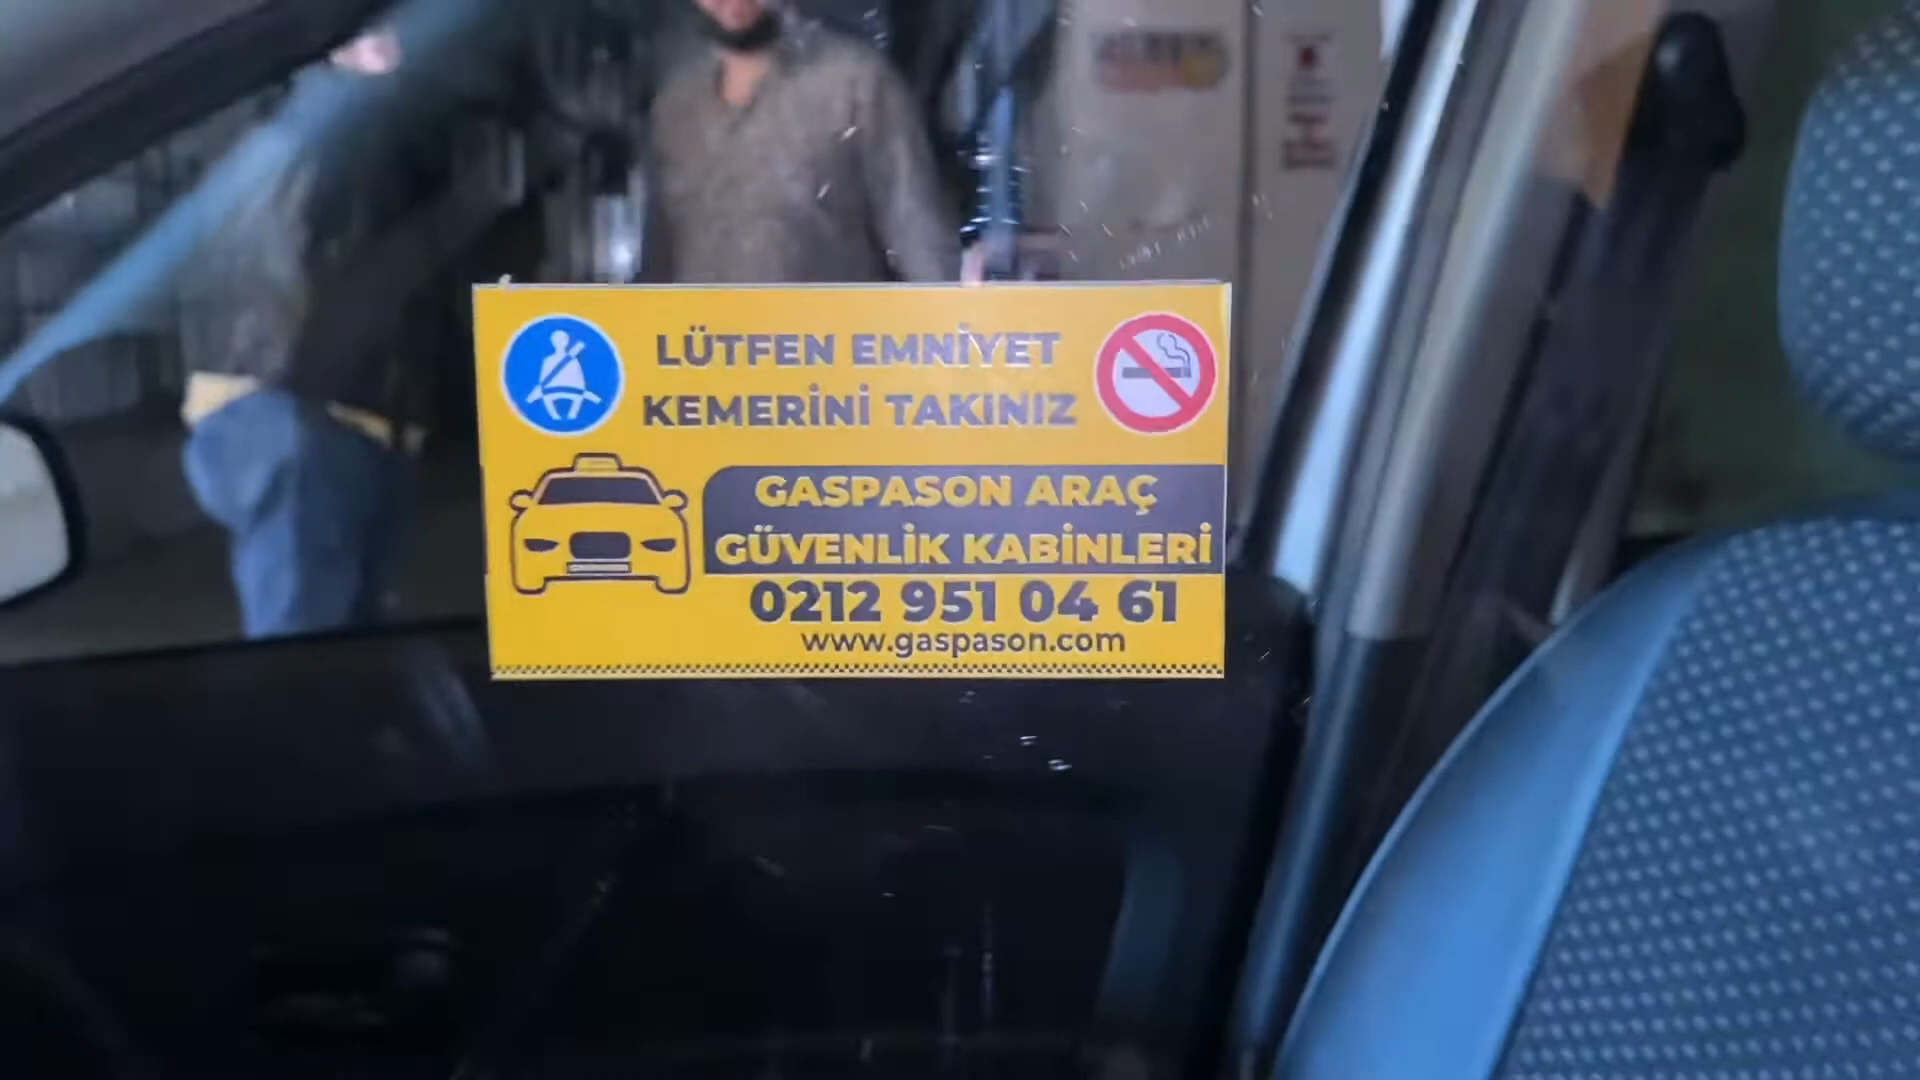 LÜTFEN EMNİYET
KEMERİNİ TAKINIZ
GASPASON ARAÇ
GÜVENLİK KABİNLERİ
0212 951 04 61
www.gaspason.com